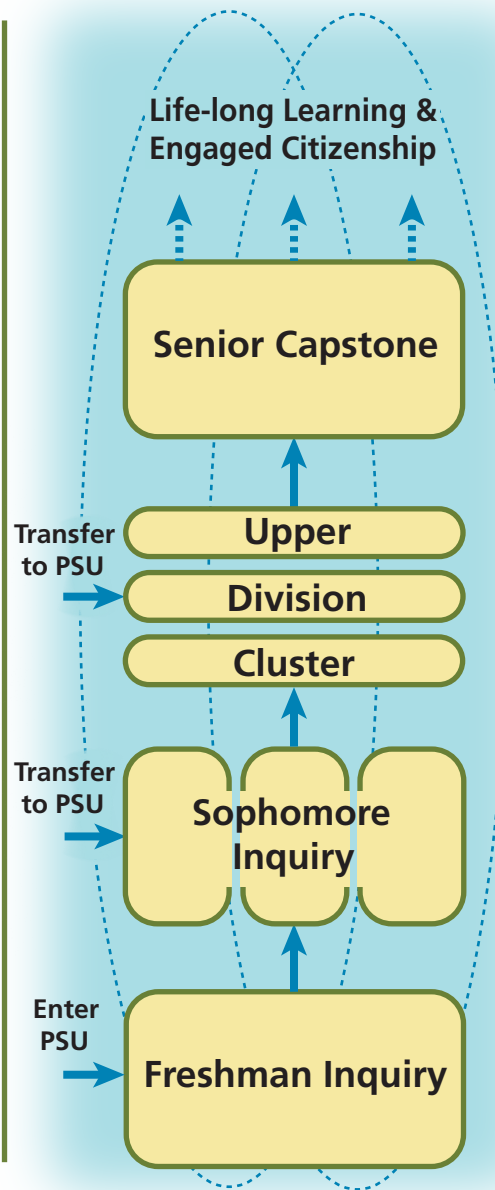 Life-long Learning &
Engaged Citizenship
Senior Capstone
Upper
Transfer
to PSU
Division
Cluster
Transfer
to PSU
Sophomore
Inquiry
Enter
PSU
Freshman Inquiry